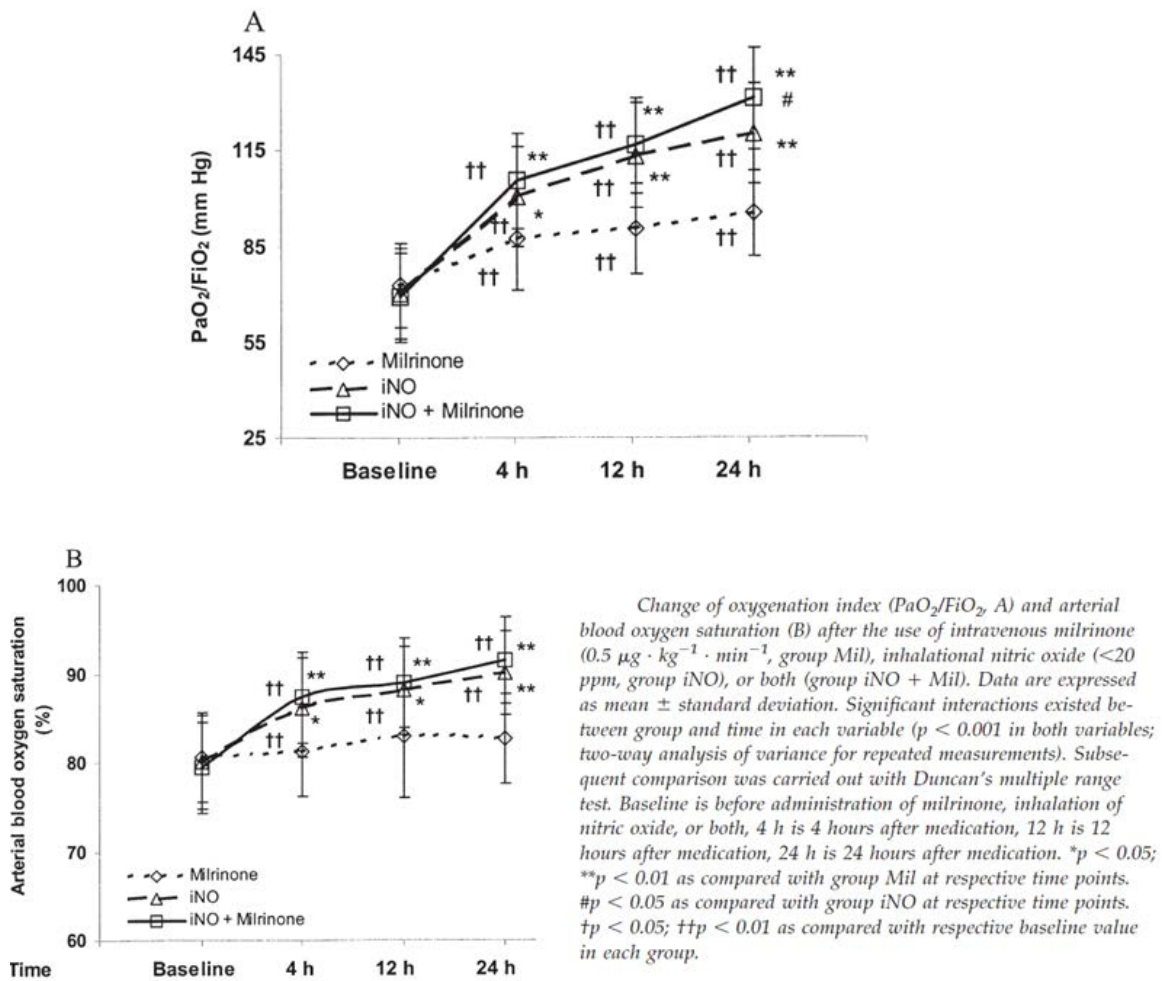 A
145
†† **
#
** 
††
**
††
**
††
115
††
**
††
*
††
85
††
††
††
55
25
PaO2/FiO2 (mm Hg)
Milrinone
iNO
iNO + Milrinone
Baseline 4 h 12 h 24 h
B
100
†† **
†† **
†† **
90
†† **
†† *
†† *
80
70
60
Arterial blood oxygen saturation
(%)
Milrinone
iNO
iNO + Milrinone
Time Baseline 4 h 12 h 24 h
Change of oxygenation index (PaO2/FiO2, A) and arterial
blood oxygen saturation (B) after the use of intravenous milrinone
(0.5 μg · kg−1 · min−1, group Mil), inhalational nitric oxide (<20
ppm, group iNO), or both (group iNO + Mil). Data are expressed
as mean ± standard deviation. Significant interactions existed be-
tween group and time in each variable (p < 0.001 in both variables;
two-way analysis of variance for repeated measurements). Subse-
quent comparison was carried out with Duncan's multiple range
test. Baseline is before administration of milrinone, inhalation of
nitric oxide, or both, 4 h is 4 hours after medication, 12 h is 12
hours after medication, 24 h is 24 hours after medication. *p < 0.05;
**p < 0.01 as compared with group Mil at respective time points.
#p < 0.05 as compared with group iNO at respective time points.
†p < 0.05; ††p < 0.01 as compared with respective baseline value
in each group.